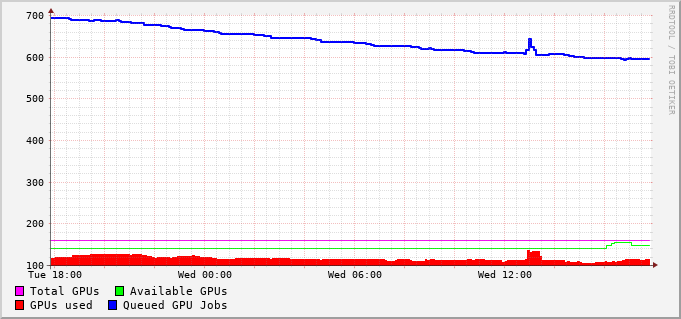 700
600
500
400
300
200
100
Tue 18:00 Wed 00:00 Wed 06:00 Wed 12:00
Total GPUs Available GPUs
GPUs used Queued GPU Jobs
RRDTOOL / TOBI OETIKER